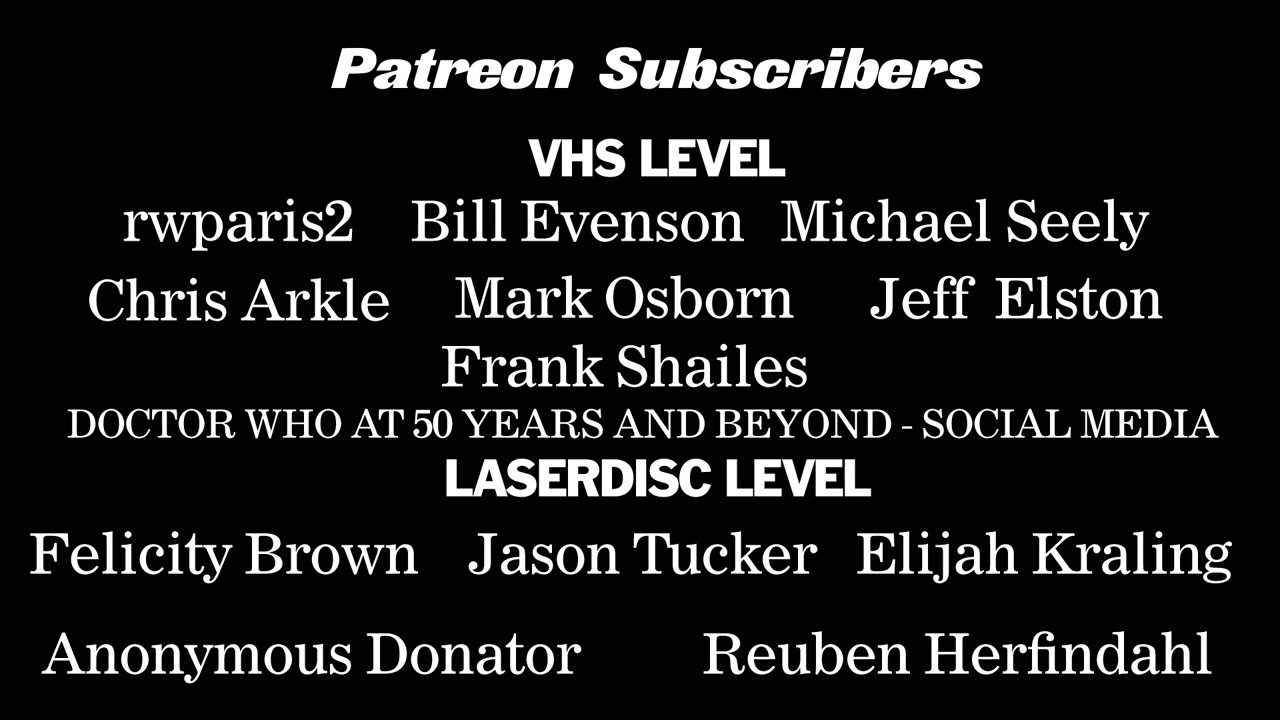 Patreon Subscribers
VHS LEVEL
rwparis2 Bill Evenson Michael Seely
Chris Arkle Mark Osborn Jeff Elston
Frank Shailes
DOCTOR WHO AT 50 YEARS AND BEYOND - SOCIAL MEDIA
LASERDISC LEVEL
Felicity Brown Jason Tucker Elijah Kraling
Anonymous Donator Reuben Herfindahl